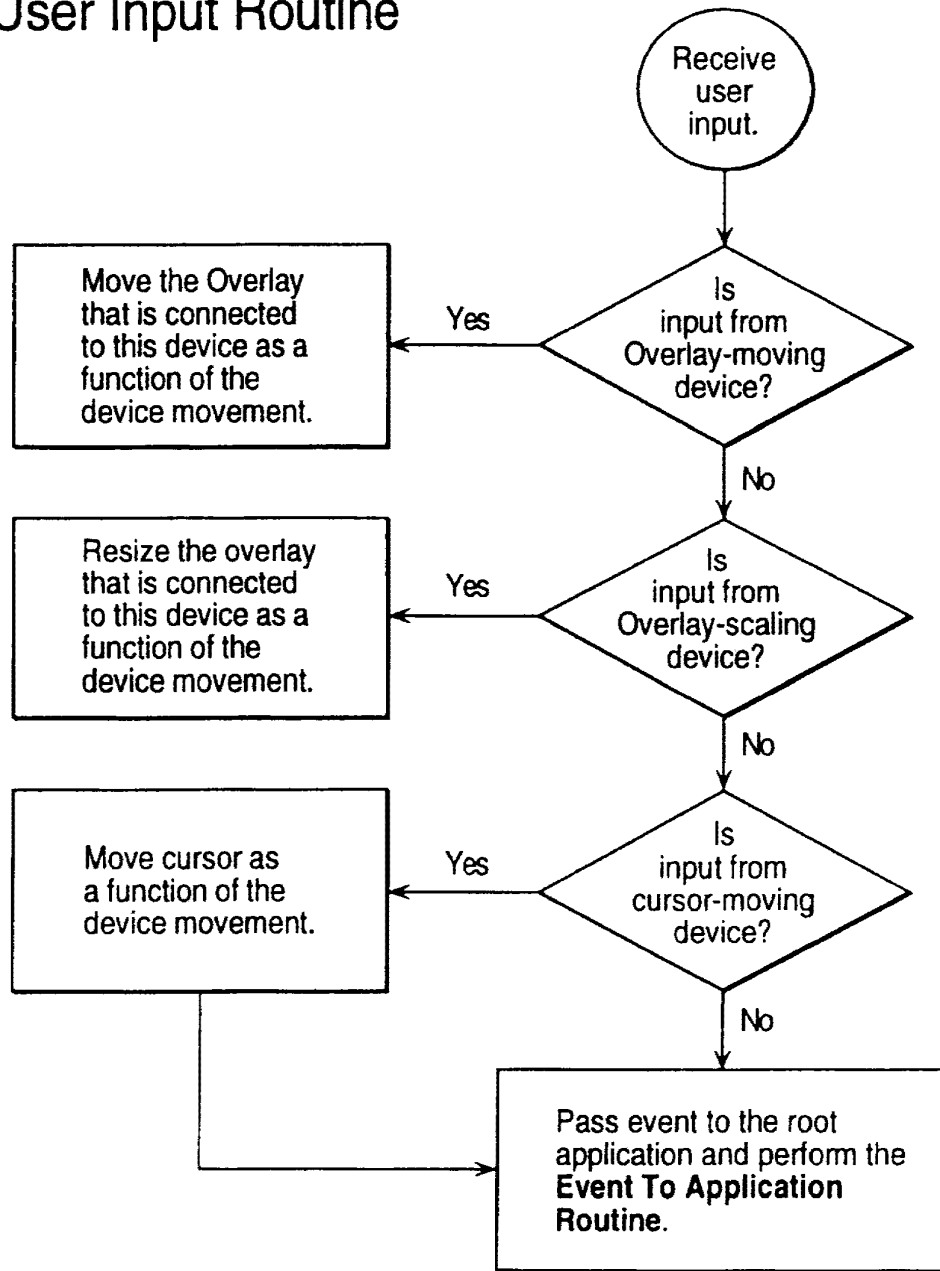 User Input Routine
Receive
user
input.
Is
input from
Overlay-moving
device?
Yes
Move the Overlay
that is connected
to this device as a
function of the
device movement.
No
Is
input from
Overlay-scaling
device?
Yes
Resize the overlay
that is connected
to this device as a
function of the
device movement.
No
Is
input from
cursor-moving
device?
Yes
Move cursor as
a function of the
device movement.
No
Pass event to the root
application and perform the
Event To Application
Routine.